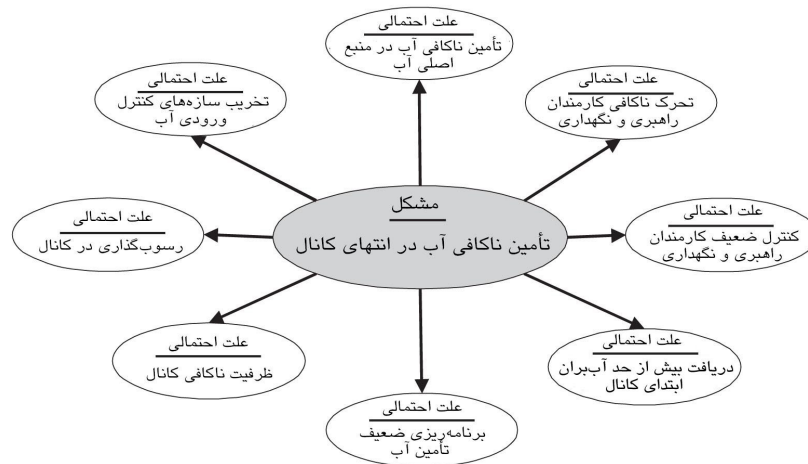 علت احتمالی
تأمین ناکافی آب در منبع
اصلی آب
علت احتمالی
تحرک ناکافی کارمندان
راهبری و نگهداری
علت احتمالی
تخریب سازه‌های کنترل
ورودی آب
مشکل
تأمین ناکافی آب در انتهای کانال
علت احتمالی
کنترل ضعیف کارمندان
راهبری و نگهداری
علت احتمالی
رسوب‌گذاری در کانال
علت احتمالی
دریافت بیش از حد آب‌بران
ابتدای کانال
علت احتمالی
ظرفیت ناکافی کانال
علت احتمالی
برنامه‌ریزی ضعیف
تأمین آب